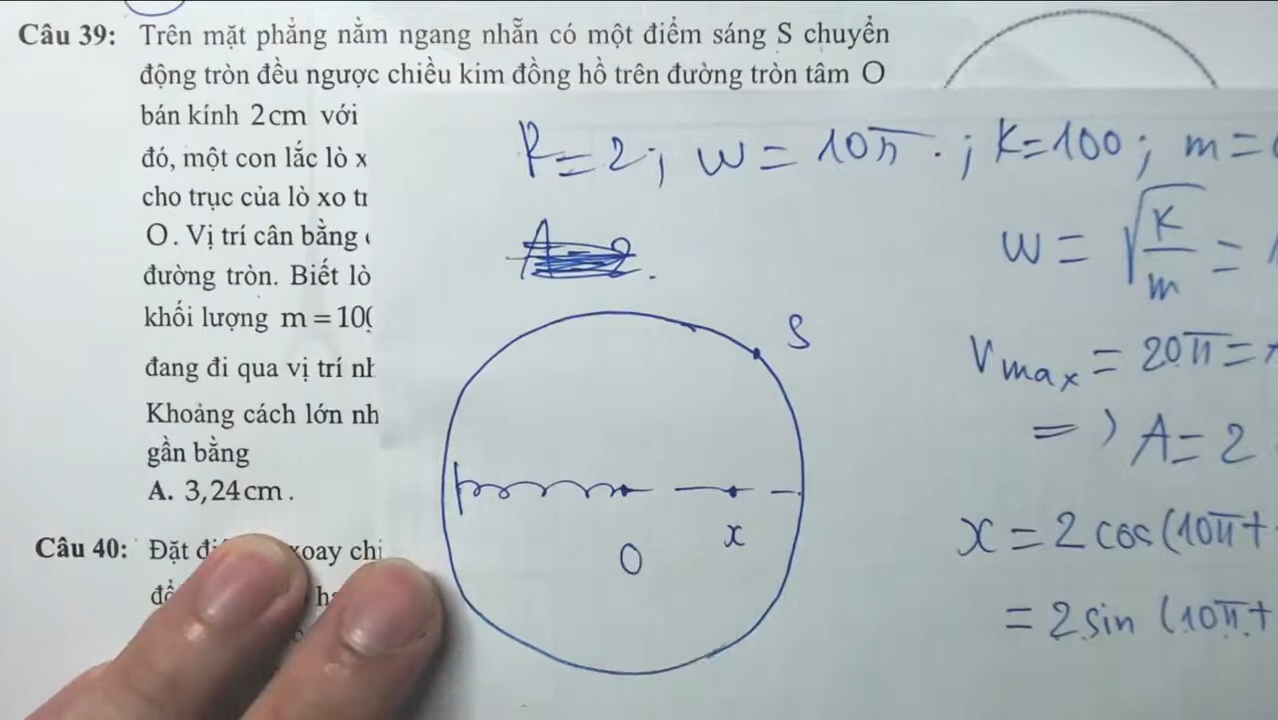 Câu 39: Trên mặt phẳng nằm ngang nhẵn có một điểm sáng S chuyển
động tròn đều ngược chiều kim đồng hồ trên đường tròn tâm O
bán kính 2cm với
đó, một con lắc lò x
cho trục của lò xo
O. Vị trí cân bằng
đường tròn. Biết lò
khối lượng m = 100
đang đi qua vị trí
Khoảng cách lớn nh
gần bằng
A. 3,24cm.
Câu 40: Đặt xoay chi
R=2; w = 10π.; K=100; m=
w = √K/m =
Vmax = 20π =
=> A = 2
x = 2cos(10π+
= 2sin (10π+
S
x
O